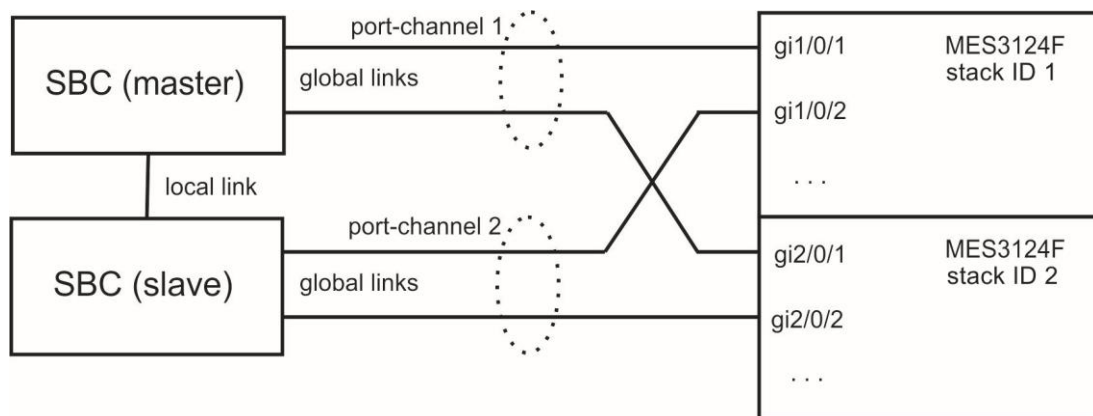 port-channel 1
SBC (master)
global links
local link
port-channel 2
SBC (slave)
global links
gi1/0/1
MES3124F
stack ID 1
gi1/0/2
. . .
gi2/0/1
MES3124F
stack ID 2
gi2/0/2
. . .